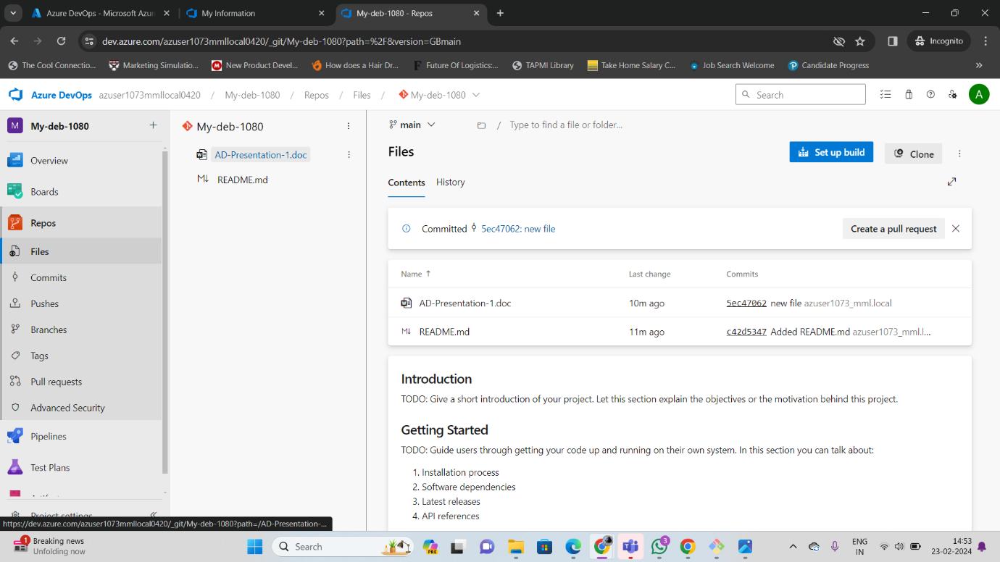 Azure DevOps - Microsoft Azur
My Information
My-deb-1080 - Repos
dev.azure.com/azuser1073mmllocal0420/_git/My-deb-1080?path=%2F&version=GBmain
Incognito
The Cool Connectio...
Marketing Simulatio...
New Product Devel...
How does a Hair Dr...
Future Of Logistics:...
TAPMI Library
Take Home Salary C...
Job Search Welcome
Candidate Progress
Azure DevOps azuser1073mmllocal0420 / My-deb-1080 / Repos / Files / My-deb-1080
Search
A
M My-deb-1080
Overview
Boards
Repos
Files
Commits
Pushes
Branches
Tags
Pull requests
Advanced Security
Pipelines
Test Plans
Project settings
My-deb-1080
AD-Presentation-1.doc
README.md
main
/ Type to find a file or folder...
Files
Set up build
Clone
Contents History
Committed 5ec47062: new file
Create a pull request
Name ↑ Last change Commits
AD-Presentation-1.doc 10m ago 5ec47062 new file azuser1073_mml.local
README.md 11m ago c42d5347 Added README.md azuser1073_mml.l...
Introduction
TODO: Give a short introduction of your project. Let this section explain the objectives or the motivation behind this project.
Getting Started
TODO: Guide users through getting your code up and running on their own system. In this section you can talk about:
1. Installation process
2. Software dependencies
3. Latest releases
4. API references
https://dev.azure.com/azuser1073mmllocal0420/_git/My-deb-1080?path=/AD-Presentation-...
1
Breaking news
Unfolding now
Search
PRE
3
ENG
IN
14:53
23-02-2024